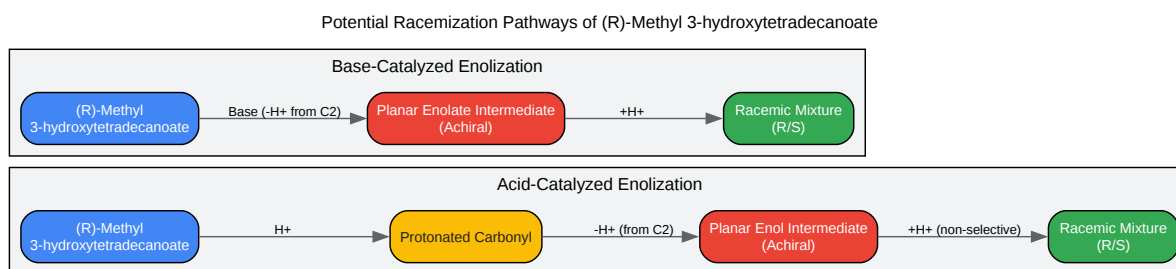 Potential Racemization Pathways of (R)-Methyl 3-hydroxytetradecanoate
Base-Catalyzed Enolization
(R)-Methyl
3-hydroxytetradecanoate
Base (-H+ from C2)
Planar Enolate Intermediate
(Achiral)
+H+
Racemic Mixture
(R/S)
Acid-Catalyzed Enolization
(R)-Methyl
3-hydroxytetradecanoate
H+
Protonated Carbonyl
-H+ (from C2)
Planar Enol Intermediate
(Achiral)
+H+ (non-selective)
Racemic Mixture
(R/S)